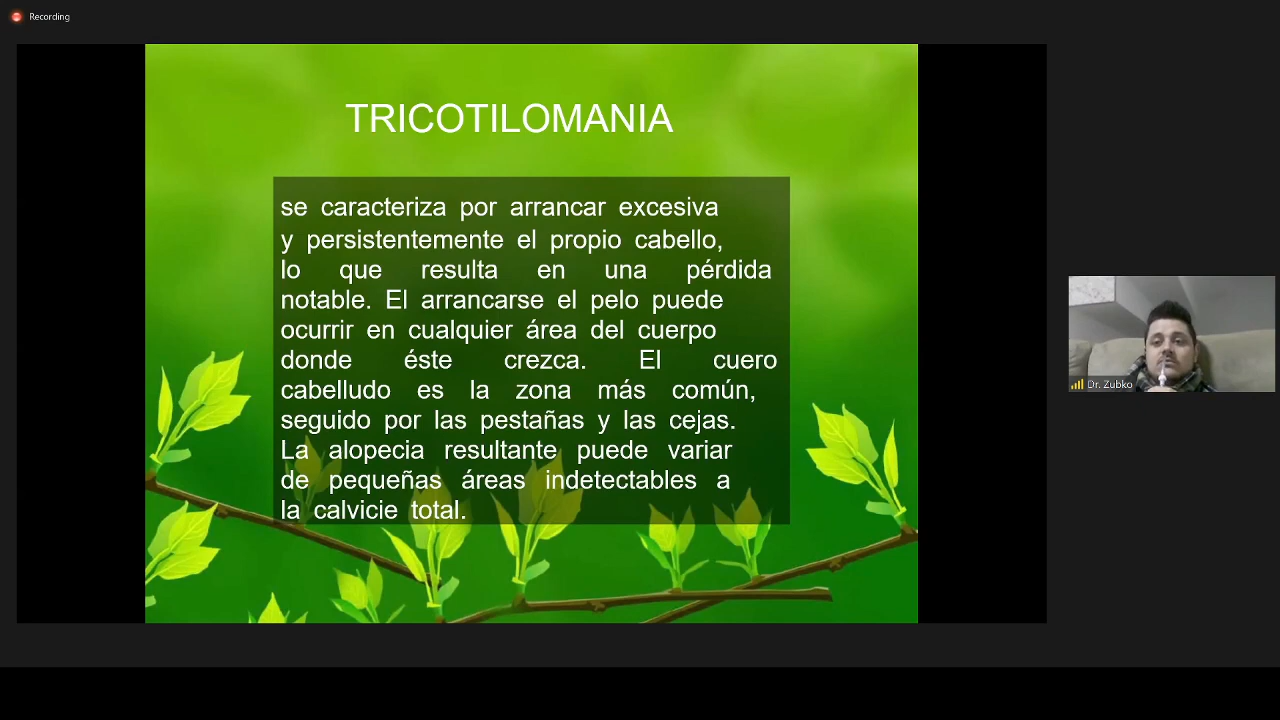 Recording
TRICOTILOMANIA
se caracteriza por arrancar excesiva
y persistentemente el propio cabello,
lo que resulta en una pérdida
notable. El arrancarse el pelo puede
ocurrir en cualquier área del cuerpo
donde éste crezca. El cuero
cabelludo es la zona más común,
seguido por las pestañas y las cejas.
La alopecia resultante puede variar
de pequeñas áreas indetectables a
la calvicie total.
Dr. Zubko